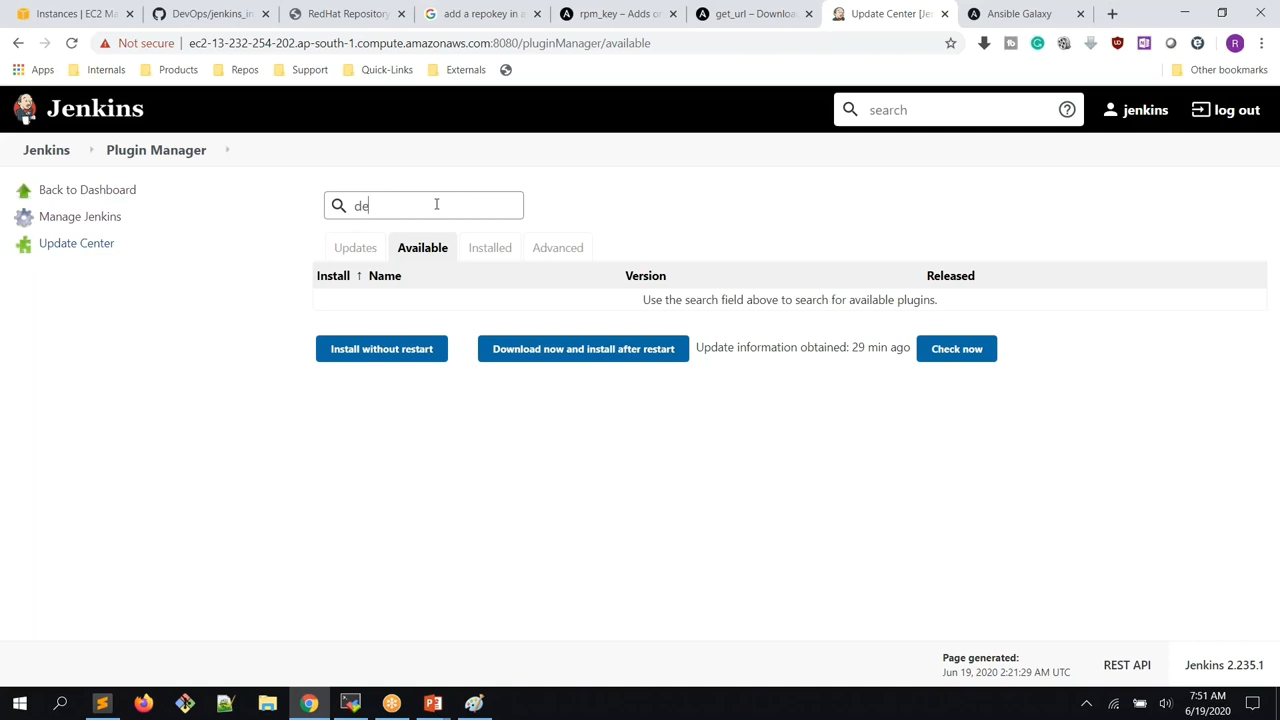 Instances | EC2 Ma
DevOps/jenkins_in
RedHat Repository
add a repokey in a
rpm_key – Adds or
get_url – Downloa
Update Center [Jen
Ansible Galaxy
Not secure | ec2-13-232-254-202.ap-south-1.compute.amazonaws.com:8080/pluginManager/available
Apps
Internals
Products
Repos
Support
Quick-Links
Externals
Other bookmarks
Jenkins
search
jenkins
log out
Jenkins
Plugin Manager
Back to Dashboard
Manage Jenkins
Update Center
de
Updates
Available
Installed
Advanced
Install ↑ Name
Version
Released
Use the search field above to search for available plugins.
Install without restart
Download now and install after restart
Update information obtained: 29 min ago
Check now
Page generated:
Jun 19, 2020 2:21:29 AM UTC
REST API
Jenkins 2.235.1
7:51 AM
6/19/2020